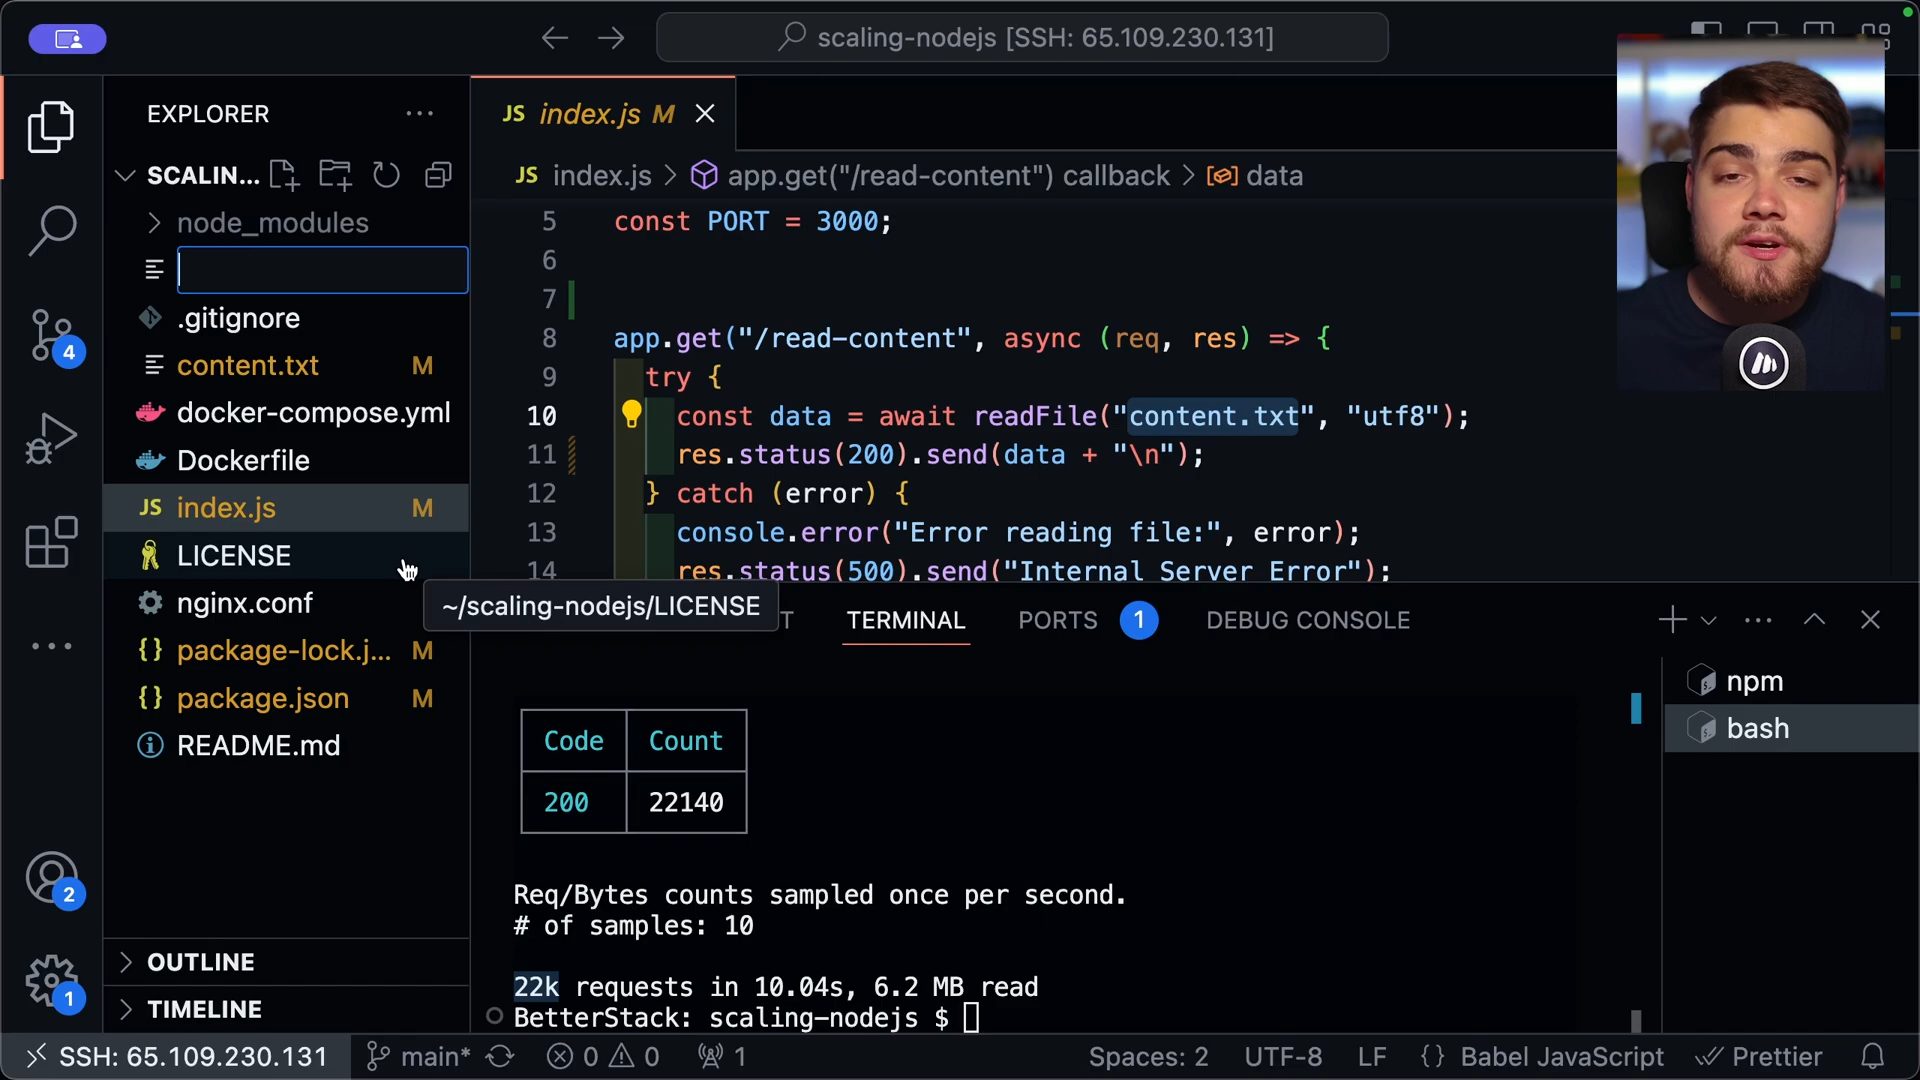 scaling-nodejs [SSH: 65.109.230.131]
EXPLORER
SCALIN...
node_modules
.gitignore
content.txt M
docker-compose.yml
Dockerfile
JS index.js M
LICENSE
nginx.conf
{} package-lock.j... M
{} package.json M
README.md
OUTLINE
TIMELINE
4
2
1
JS index.js M
JS index.js > app.get("/read-content") callback > data
5 const PORT = 3000;
6
7
8 app.get("/read-content", async (req, res) => {
9 try {
10 const data = await readFile("content.txt", "utf8");
11 res.status(200).send(data + "\n");
12 } catch (error) {
13 console.error("Error reading file:", error);
14 res.status(500).send("Internal Server Error");
~/scaling-nodejs/LICENSE
T TERMINAL PORTS 1 DEBUG CONSOLE
npm
bash
Code Count
200 22140
Req/Bytes counts sampled once per second.
# of samples: 10
22k requests in 10.04s, 6.2 MB read
BetterStack: scaling-nodejs $
SSH: 65.109.230.131 main* 0 0 1 Spaces: 2 UTF-8 LF {} Babel JavaScript Prettier